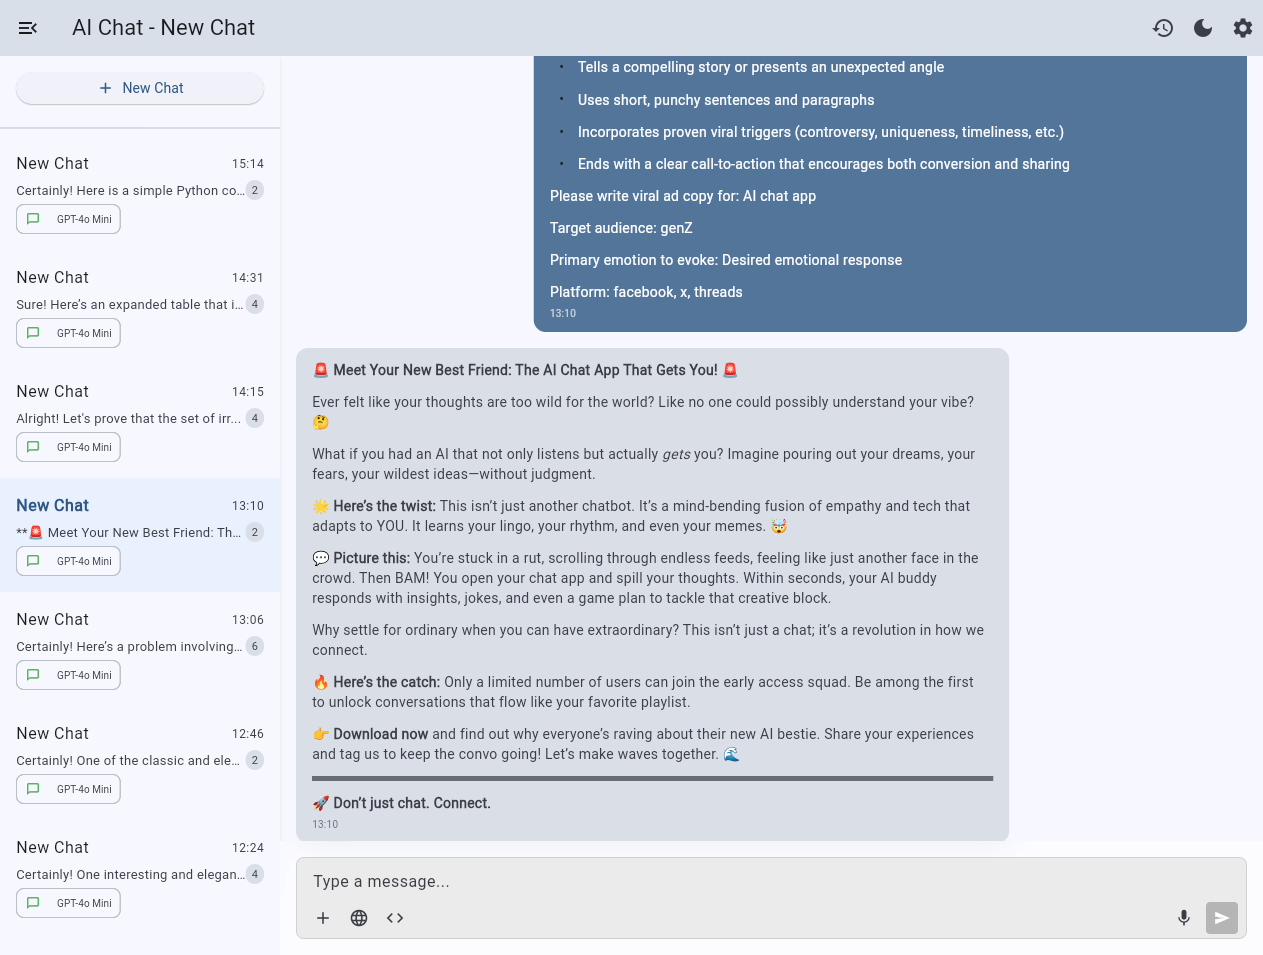 AI Chat - New Chat
New Chat
New Chat 15:14
Certainly! Here is a simple Python co... 2
GPT-4o Mini
New Chat 14:31
Sure! Here’s an expanded table that i... 4
GPT-4o Mini
New Chat 14:15
Alright! Let's prove that the set of irr... 4
GPT-4o Mini
New Chat 13:10
**🚨 Meet Your New Best Friend: Th... 2
GPT-4o Mini
New Chat 13:06
Certainly! Here’s a problem involving... 6
GPT-4o Mini
New Chat 12:46
Certainly! One of the classic and ele... 2
GPT-4o Mini
New Chat 12:24
Certainly! One interesting and elegan... 4
GPT-4o Mini
• Tells a compelling story or presents an unexpected angle
• Uses short, punchy sentences and paragraphs
• Incorporates proven viral triggers (controversy, uniqueness, timeliness, etc.)
• Ends with a clear call-to-action that encourages both conversion and sharing
Please write viral ad copy for: AI chat app
Target audience: genZ
Primary emotion to evoke: Desired emotional response
Platform: facebook, x, threads
13:10
🚨 Meet Your New Best Friend: The AI Chat App That Gets You! 🚨
Ever felt like your thoughts are too wild for the world? Like no one could possibly understand your vibe?
🤔
What if you had an AI that not only listens but actually gets you? Imagine pouring out your dreams, your
fears, your wildest ideas—without judgment.
🌟 Here’s the twist: This isn’t just another chatbot. It’s a mind-bending fusion of empathy and tech that
adapts to YOU. It learns your lingo, your rhythm, and even your memes. 🤯
💬 Picture this: You’re stuck in a rut, scrolling through endless feeds, feeling like just another face in the
crowd. Then BAM! You open your chat app and spill your thoughts. Within seconds, your AI buddy
responds with insights, jokes, and even a game plan to tackle that creative block.
Why settle for ordinary when you can have extraordinary? This isn’t just a chat; it’s a revolution in how we
connect.
🔥 Here’s the catch: Only a limited number of users can join the early access squad. Be among the first
to unlock conversations that flow like your favorite playlist.
👉 Download now and find out why everyone’s raving about their new AI bestie. Share your experiences
and tag us to keep the convo going! Let’s make waves together. 🌊
🚀 Don’t just chat. Connect.
13:10
Type a message...